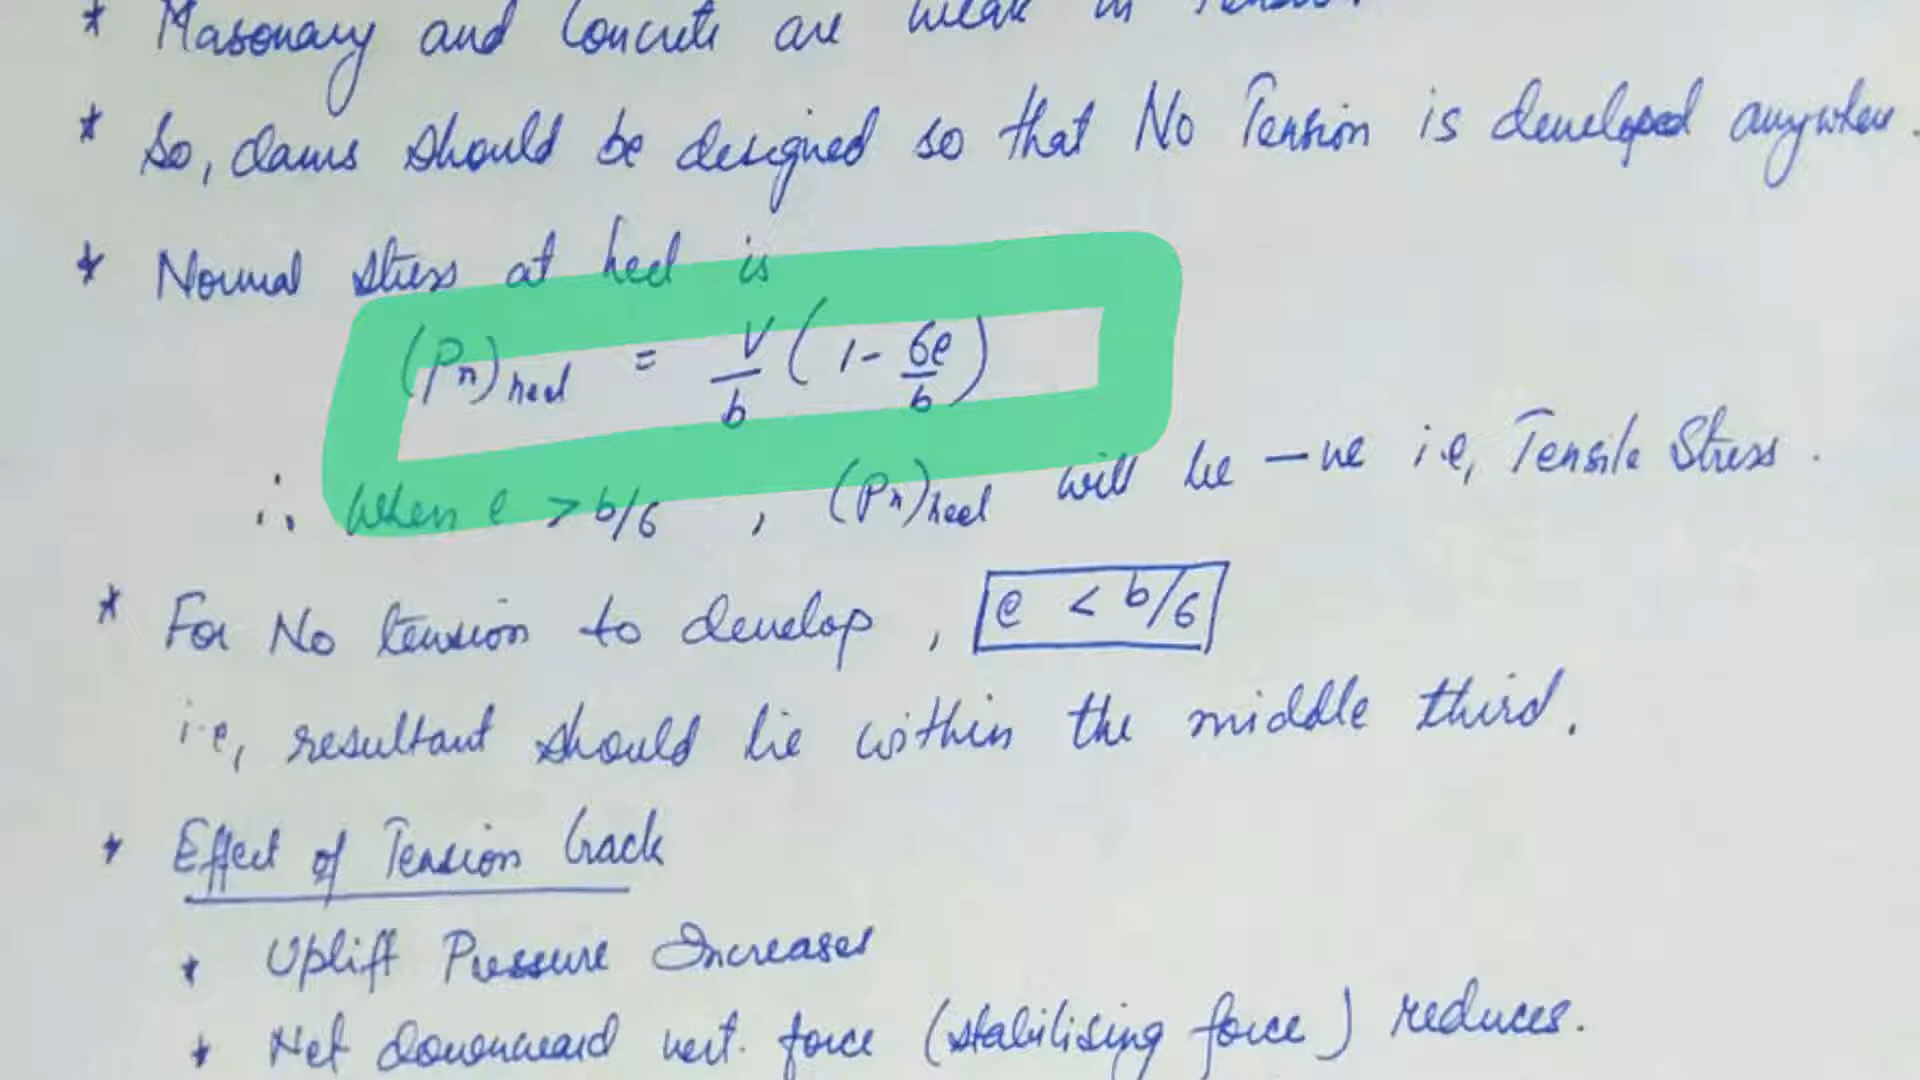 * Masonary and Concrete are weak in Tension.
* So, dams should be designed so that No Tension is developed anywhere.
* Normal stress at heel is
(Pn)heel = V/b (1 - 6e/b)
∴ When e > b/6 , (Pn)heel will be -ve i.e, Tensile Stress.
* For No tension to develop, e < b/6
i.e, resultant should lie within the middle third.
* Effect of Tension Crack
* Uplift Pressure Increases
* Net downward vert. force (stabilising force) reduces.